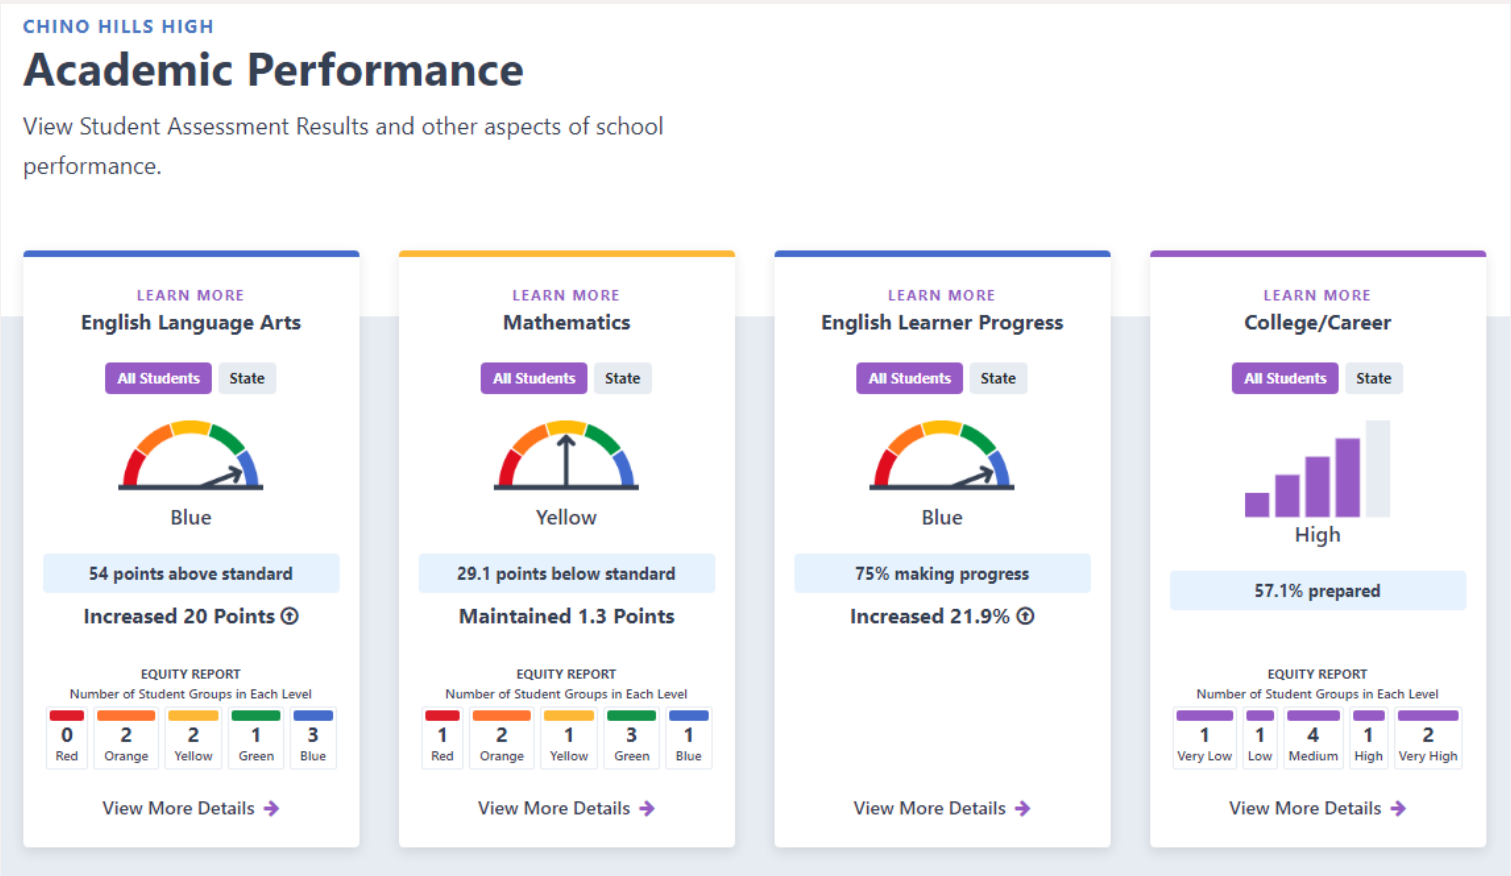 CHINO HILLS HIGH
Academic Performance
View Student Assessment Results and other aspects of school
performance.
LEARN MORE
English Language Arts
All Students
State
Blue
54 points above standard
Increased 20 Points
EQUITY REPORT
Number of Student Groups in Each Level
0
Red
2
Orange
2
Yellow
1
Green
3
Blue
View More Details
LEARN MORE
Mathematics
All Students
State
Yellow
29.1 points below standard
Maintained 1.3 Points
EQUITY REPORT
Number of Student Groups in Each Level
1
Red
2
Orange
1
Yellow
3
Green
1
Blue
View More Details
LEARN MORE
English Learner Progress
All Students
State
Blue
75% making progress
Increased 21.9%
View More Details
LEARN MORE
College/Career
All Students
State
High
57.1% prepared
EQUITY REPORT
Number of Student Groups in Each Level
1
Very Low
1
Low
4
Medium
1
High
2
Very High
View More Details